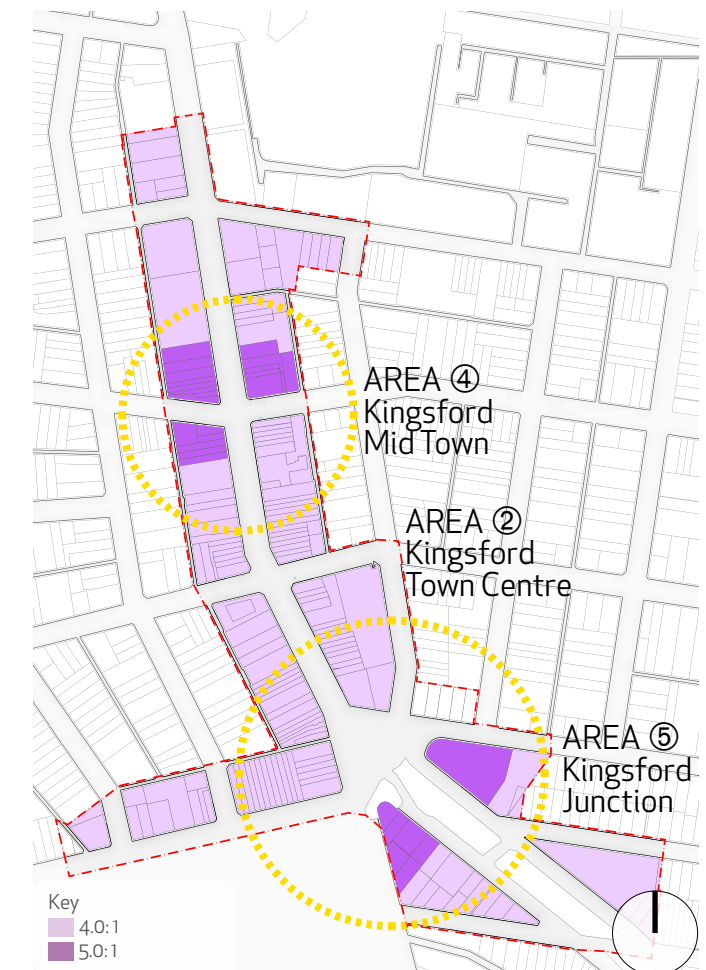 AREA ④
Kingsford
Mid Town
AREA ②
Kingsford
Town Centre
AREA ⑤
Kingsford
Junction
Key
4.0:1
5.0:1